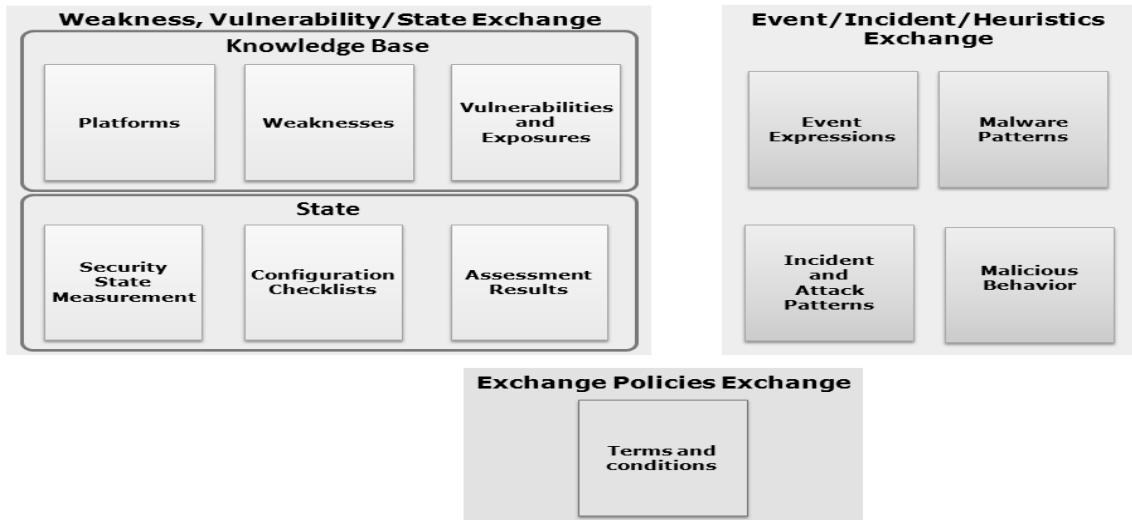 Weakness, Vulnerability/State Exchange
Knowledge Base
Platforms
Weaknesses
Vulnerabilities
and
Exposures
State
Security
State
Measurement
Configuration
Checklists
Assessment
Results
Event/Incident/Heuristics
Exchange
Event
Expressions
Malware
Patterns
Incident
and
Attack
Patterns
Malicious
Behavior
Exchange Policies Exchange
Terms and
conditions